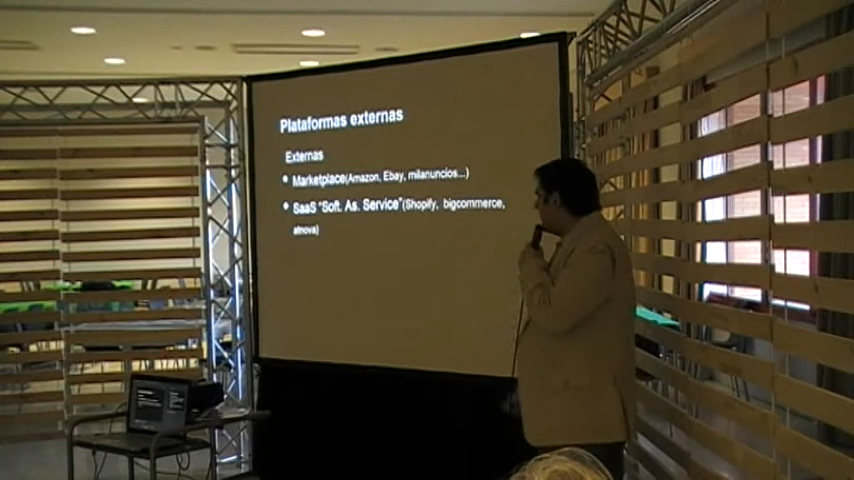 Plataformas externas
Externas
• Marketplace(Amazon, Ebay, milanuncios...)
• SaaS "Soft. As. Service"(Shopify, bigcommerce,
atnova)